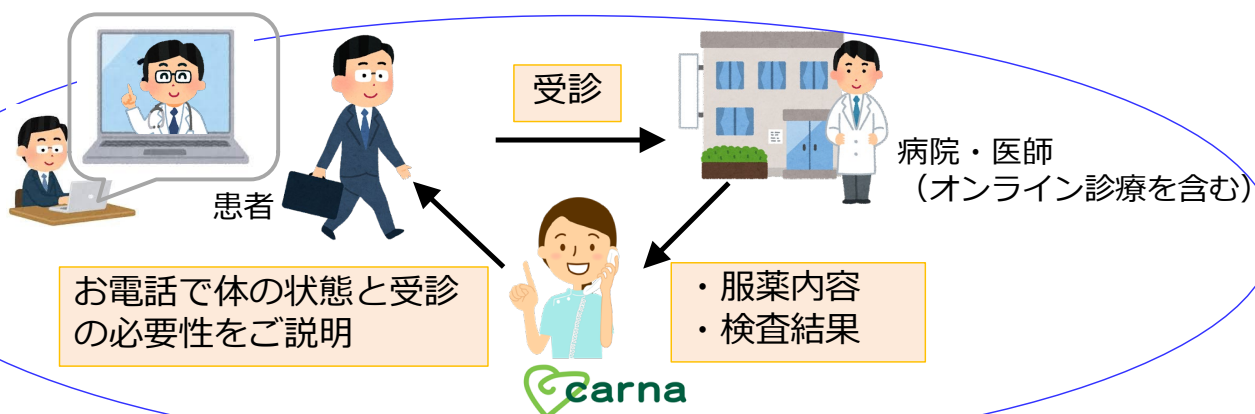 受診
病院・医師
（オンライン診療を含む）
患者
お電話で体の状態と受診
の必要性をご説明
・服薬内容
・検査結果
carna